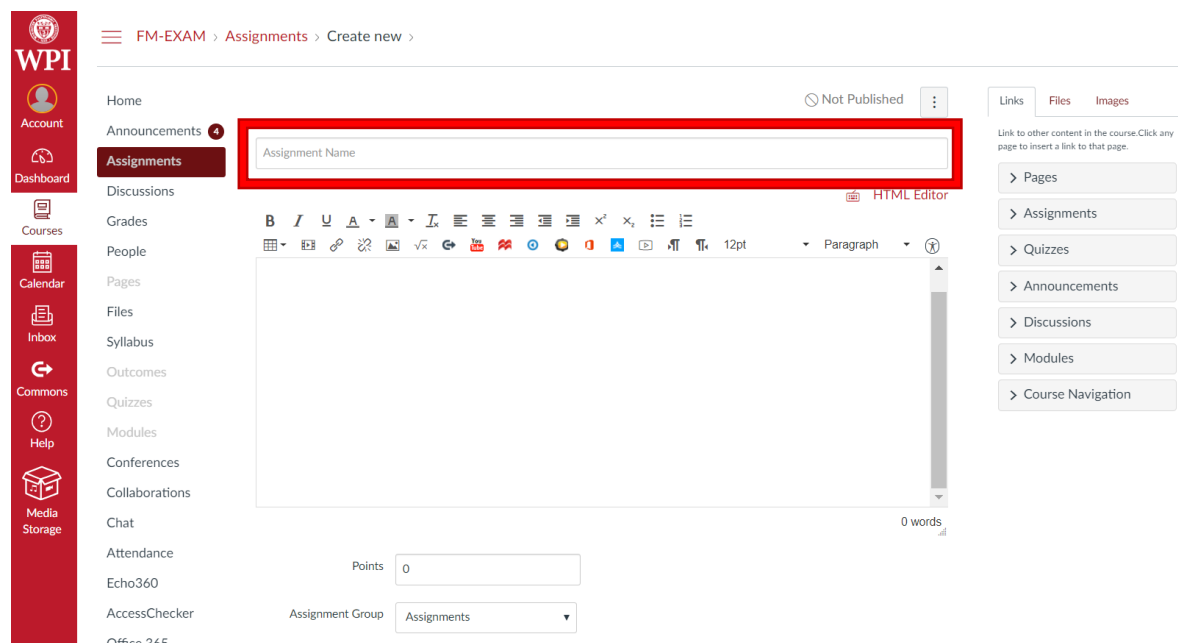 WPI
Account
Dashboard
Courses
Calendar
Inbox
Commons
Help
Media
Storage
FM-EXAM > Assignments > Create new >
Home
Announcements 4
Assignments
Discussions
Grades
People
Pages
Files
Syllabus
Outcomes
Quizzes
Modules
Conferences
Collaborations
Chat
Attendance
Echo360
AccessChecker
Office 365
Not Published
Assignment Name
HTML Editor
12pt Paragraph
0 words
Points 0
Assignment Group Assignments
Links Files Images
Link to other content in the course.Click any
page to insert a link to that page.
> Pages
> Assignments
> Quizzes
> Announcements
> Discussions
> Modules
> Course Navigation